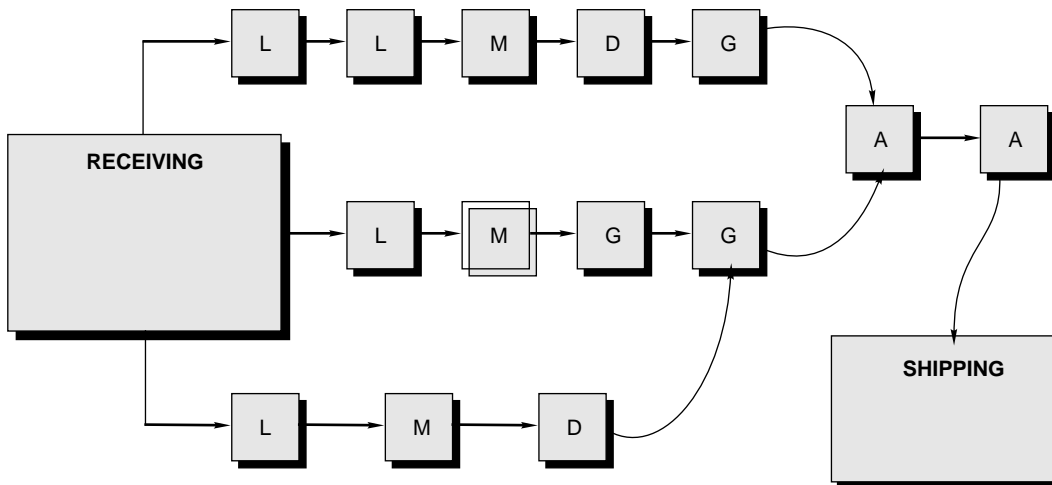 L L M D G
A A
RECEIVING
L M G G
SHIPPING
L M D